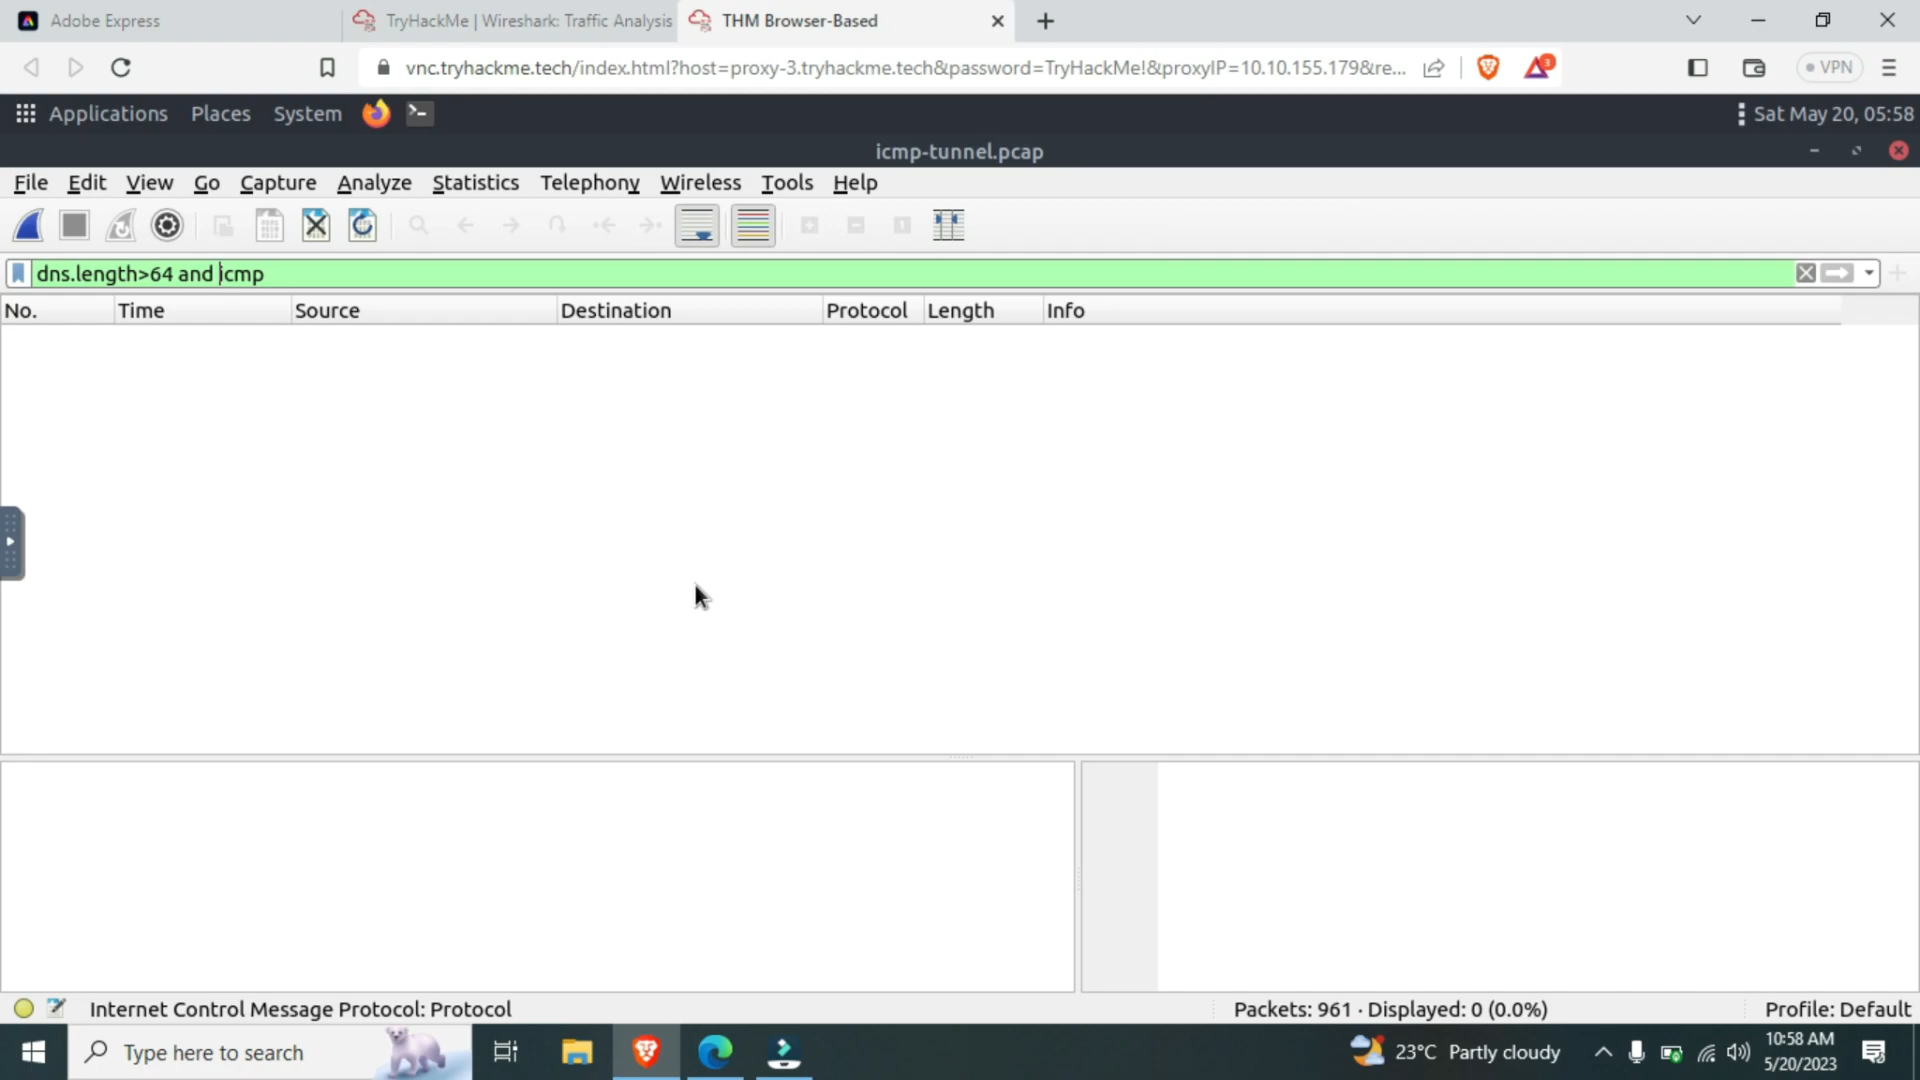 Adobe Express
TryHackMe | Wireshark: Traffic Analysis
THM Browser-Based
vnc.tryhackme.tech/index.html?host=proxy-3.tryhackme.tech&password=TryHackMe!&proxyIP=10.10.155.179&re...
3
VPN
Applications Places System
Sat May 20, 05:58
icmp-tunnel.pcap
File Edit View Go Capture Analyze Statistics Telephony Wireless Tools Help
dns.length>64 and icmp
No. Time Source Destination Protocol Length Info
Internet Control Message Protocol: Protocol
Packets: 961 · Displayed: 0 (0.0%)
Profile: Default
Type here to search
23°C Partly cloudy
10:58 AM
5/20/2023